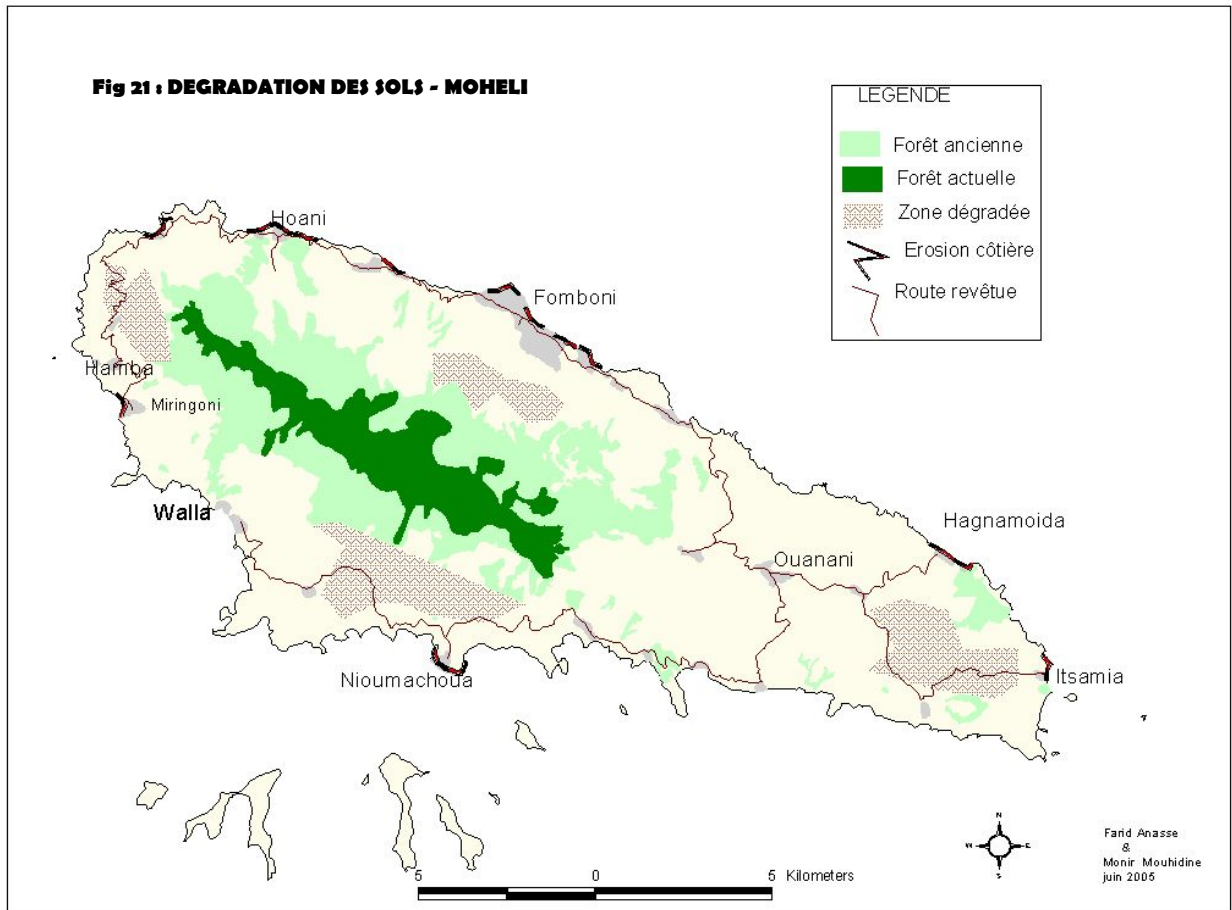 Fig 21 : DEGRADATION DES SOLS - MOHELI
LEGENDE
Forêt ancienne
Forêt actuelle
Zone dégradée
Erosion côtière
Route revêtue
Hoani
Fomboni
Hamba
Miringoni
Walla
Hagnamoida
Ouanani
Nioumachoua
Itsamia
N
W
E
S
Farid Anasse
&
Monir Mouhidine
juin 2005
5 0 5 Kilometers